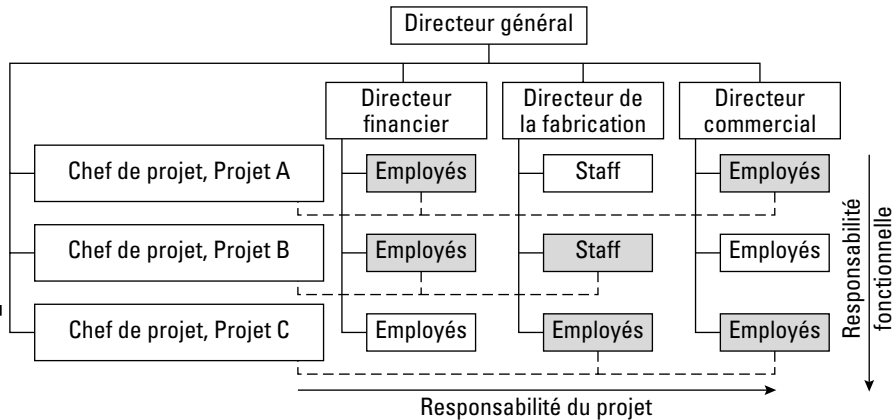 Directeur général
Directeur
financier
Directeur de
la fabrication
Directeur
commercial
Chef de projet, Projet A
Employés
Staff
Employés
Chef de projet, Projet B
Employés
Staff
Employés
Chef de projet, Projet C
Employés
Employés
Employés
Responsabilité
fonctionnelle
Responsabilité du projet